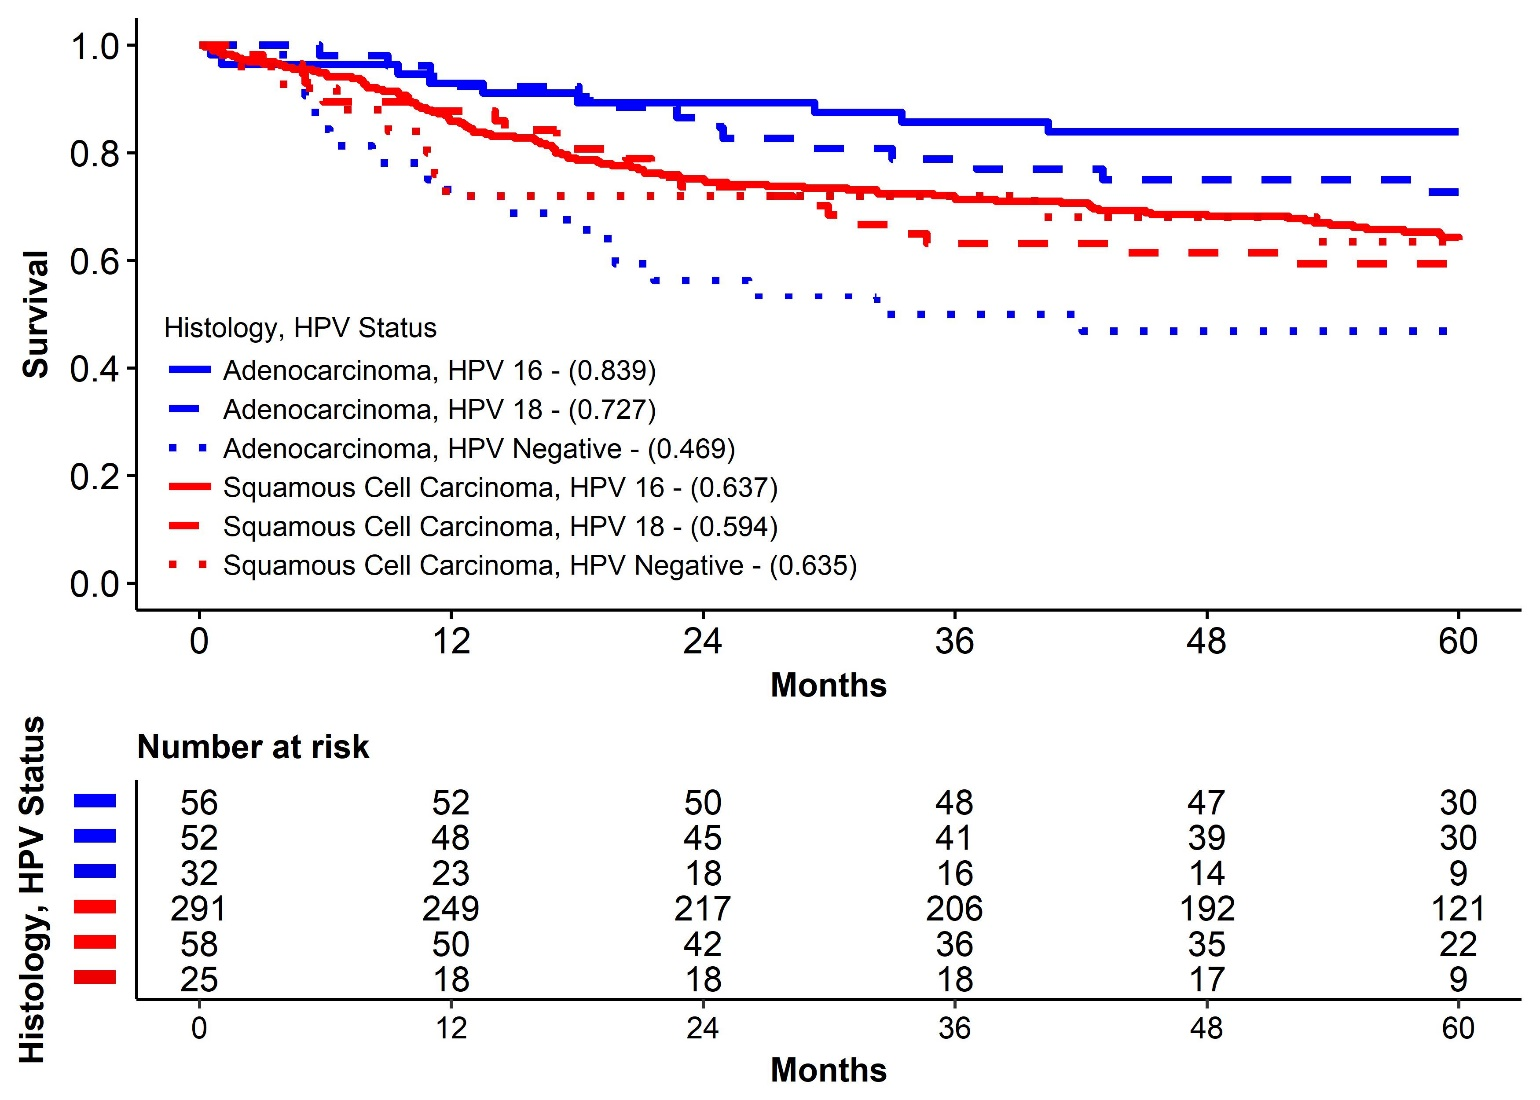 1.0
0.8
0.6
0.4
0.2
0.0
Survival
Histology, HPV Status
Adenocarcinoma, HPV 16 - (0.839)
Adenocarcinoma, HPV 18 - (0.727)
Adenocarcinoma, HPV Negative - (0.469)
Squamous Cell Carcinoma, HPV 16 - (0.637)
Squamous Cell Carcinoma, HPV 18 - (0.594)
Squamous Cell Carcinoma, HPV Negative - (0.635)
0 12 24 36 48 60
Months
Number at risk
Histology, HPV Status
56 52 50 48 47 30
52 48 45 41 39 30
32 23 18 16 14 9
291 249 217 206 192 121
58 50 42 36 35 22
25 18 18 18 17 9
0 12 24 36 48 60
Months